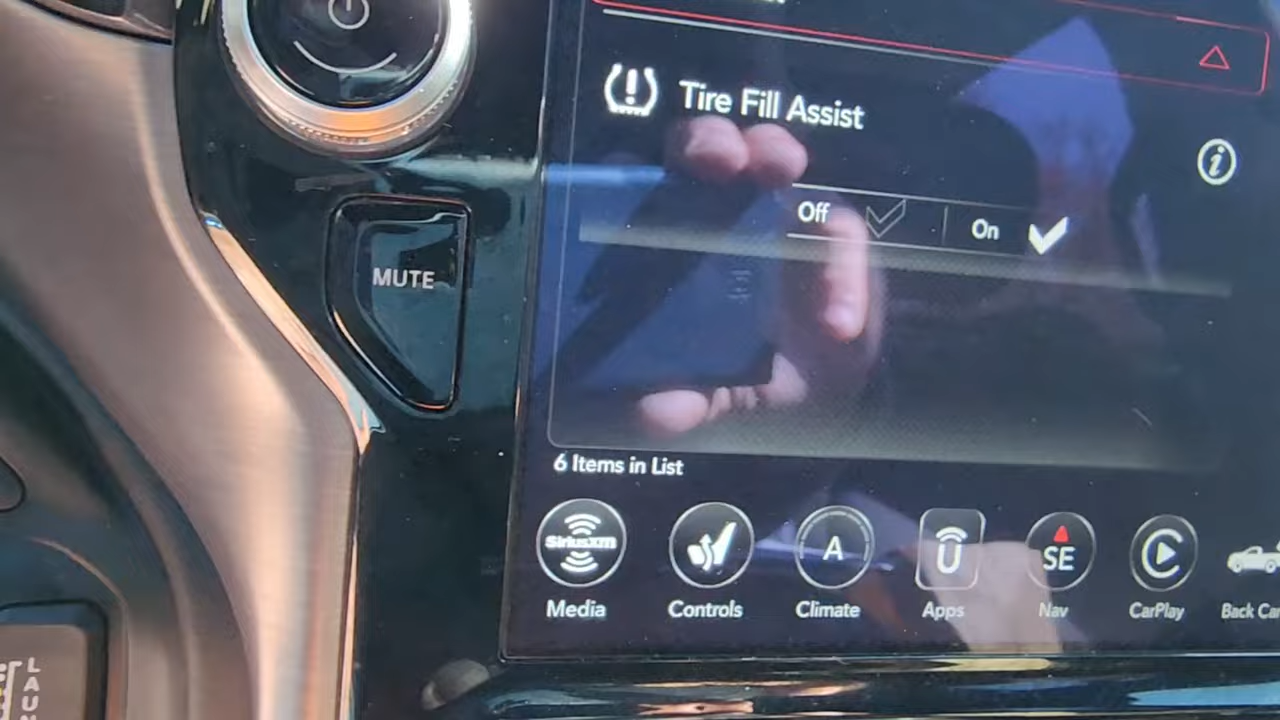 Tire Fill Assist
Off
On
MUTE
6 Items in List
SiriusXM
A
SE
Media
Controls
Climate
Apps
Nav
CarPlay
Back